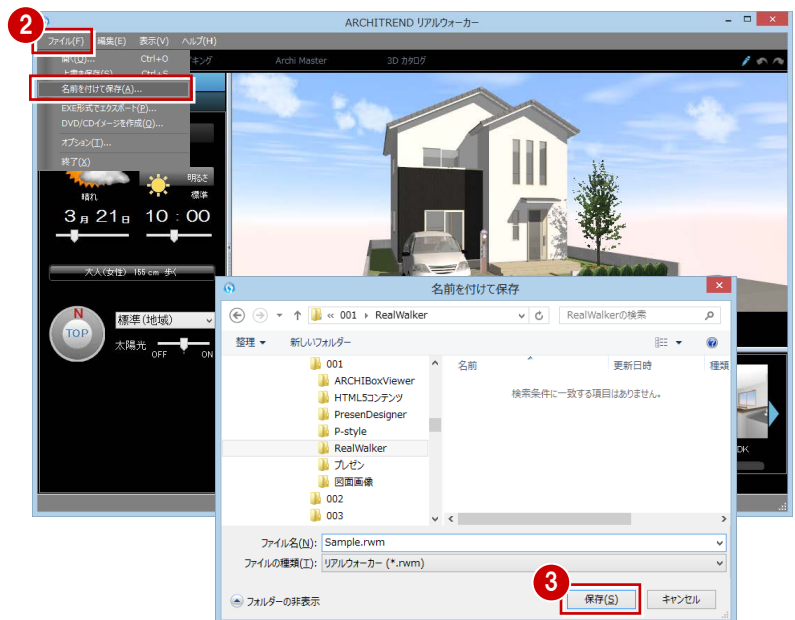 2
ARCHITREND リアルウォーカー
ファイル(F) 編集(E) 表示(V) ヘルプ(H)
開く(O)... Ctrl+O
上書き保存(S) Ctrl+S
キング Archi Master 3D カタログ
名前を付けて保存(A)...
EXE形式でエクスポート(P)...
DVD/CDイメージを作成(Q)...
オプション(T)...
終了(X)
晴れ
明るさ
標準
3月 21日 10 : 00
大人(女性) 155 cm 歩く
N
TOP
標準(地域)
太陽光
OFF ON
DK
名前を付けて保存
« 001 RealWalker
RealWalkerの検索
整理 新しいフォルダー
名前 更新日時 種類
検索条件に一致する項目はありません。
001
ARCHIBoxViewer
HTML5コンテンツ
PresenDesigner
P-style
RealWalker
プレゼン
図面画像
002
003
ファイル名(N): Sample.rwm
ファイルの種類(T): リアルウォーカー (*.rwm)
3
フォルダーの非表示
保存(S) キャンセル